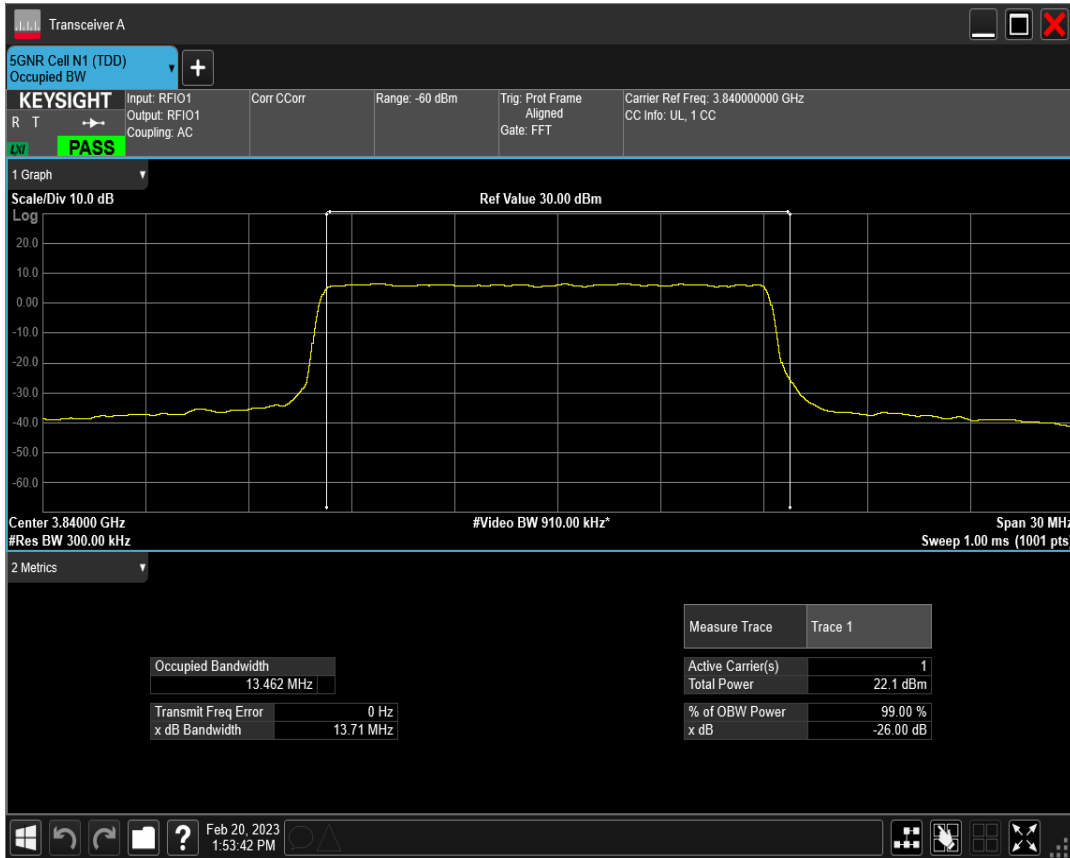 Transceiver A
5GNR Cell N1 (TDD)
Occupied BW
KEYSIGHT
R T
LXI
PASS
Input: RFIO1
Output: RFIO1
Coupling: AC
Corr CCorr
Range: -60 dBm
Trig: Prot Frame
Aligned
Gate: FFT
Carrier Ref Freq: 3.840000000 GHz
CC Info: UL, 1 CC
1 Graph
Scale/Div 10.0 dB
Ref Value 30.00 dBm
Log
20.0
10.0
0.00
-10.0
-20.0
-30.0
-40.0
-50.0
-60.0
Center 3.84000 GHz
#Video BW 910.00 kHz*
Span 30 MHz
#Res BW 300.00 kHz
Sweep 1.00 ms (1001 pts)
2 Metrics
Measure Trace Trace 1
Occupied Bandwidth
13.462 MHz
Active Carrier(s) 1
Total Power 22.1 dBm
Transmit Freq Error 0 Hz
x dB Bandwidth 13.71 MHz
% of OBW Power 99.00 %
x dB -26.00 dB
?
Feb 20, 2023
1:53:42 PM